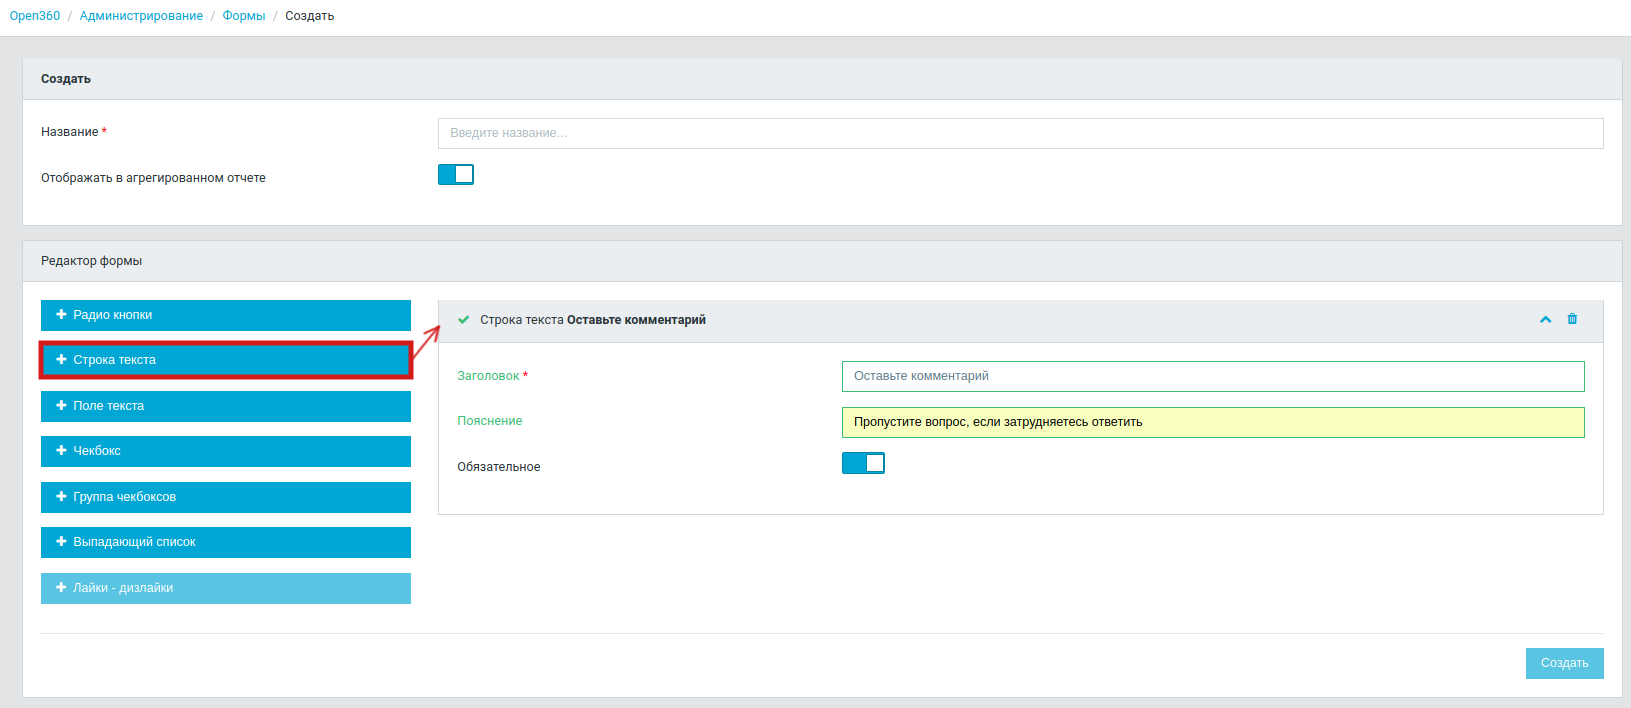 Open360 / Администрирование / Формы / Создать
Создать
Название *
Введите название...
Отображать в агрегированном отчете
Редактор формы
Радио кнопки
Строка текста
Поле текста
Чекбокс
Группа чекбоксов
Выпадающий список
Лайки - дизлайки
Строка текста Оставьте комментарий
Заголовок *
Оставьте комментарий
Пояснение
Пропустите вопрос, если затрудняетесь ответить
Обязательное
Создать